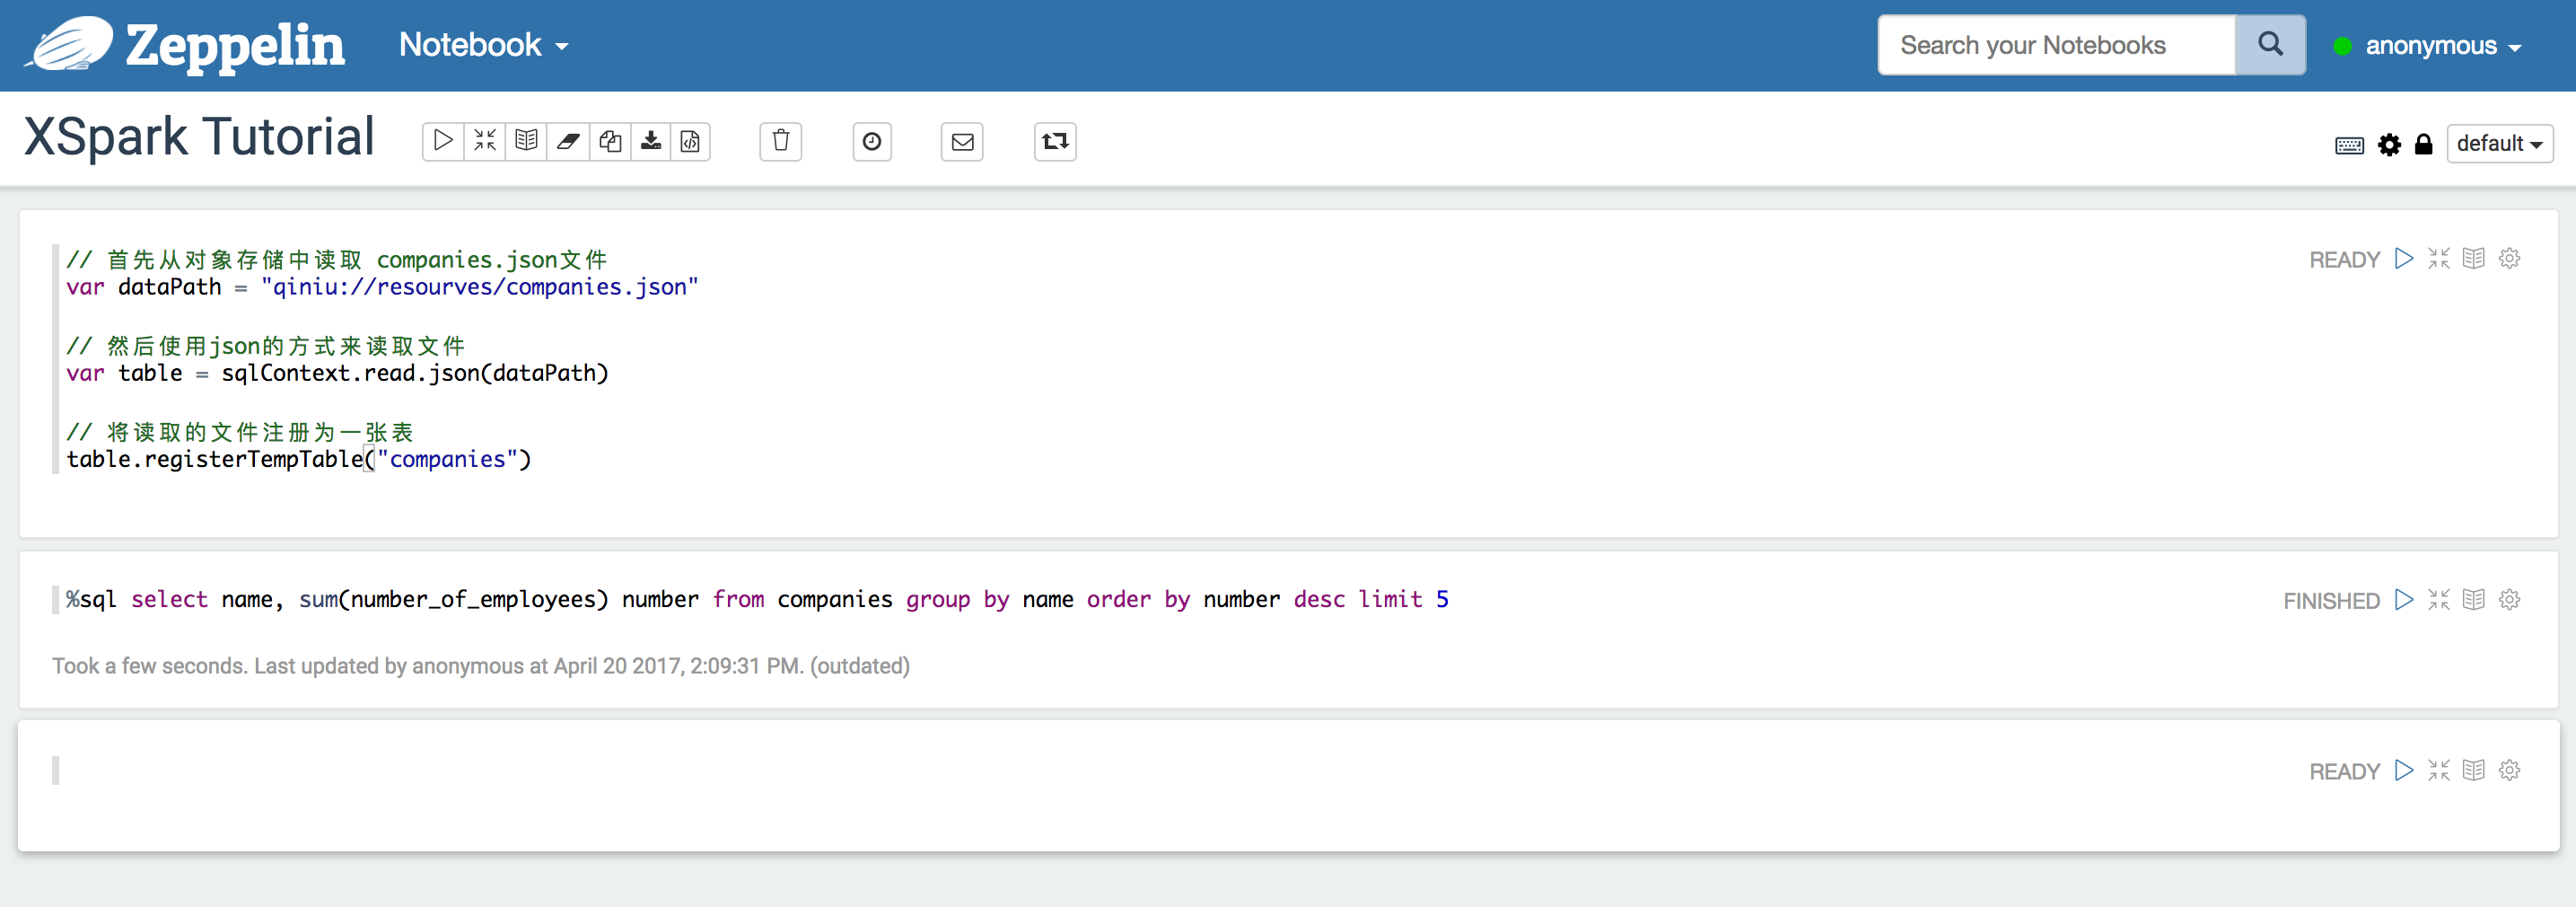 Zeppelin Notebook Search your Notebooks anonymous
XSpark Tutorial default
// 首先从对象存储中读取 companies.json文件 READY
var dataPath = "qiniu://resourves/companies.json"
// 然后使用json的方式来读取文件
var table = sqlContext.read.json(dataPath)
// 将读取的文件注册为一张表
table.registerTempTable("companies")
%sql select name, sum(number_of_employees) number from companies group by name order by number desc limit 5 FINISHED
Took a few seconds. Last updated by anonymous at April 20 2017, 2:09:31 PM. (outdated)
READY